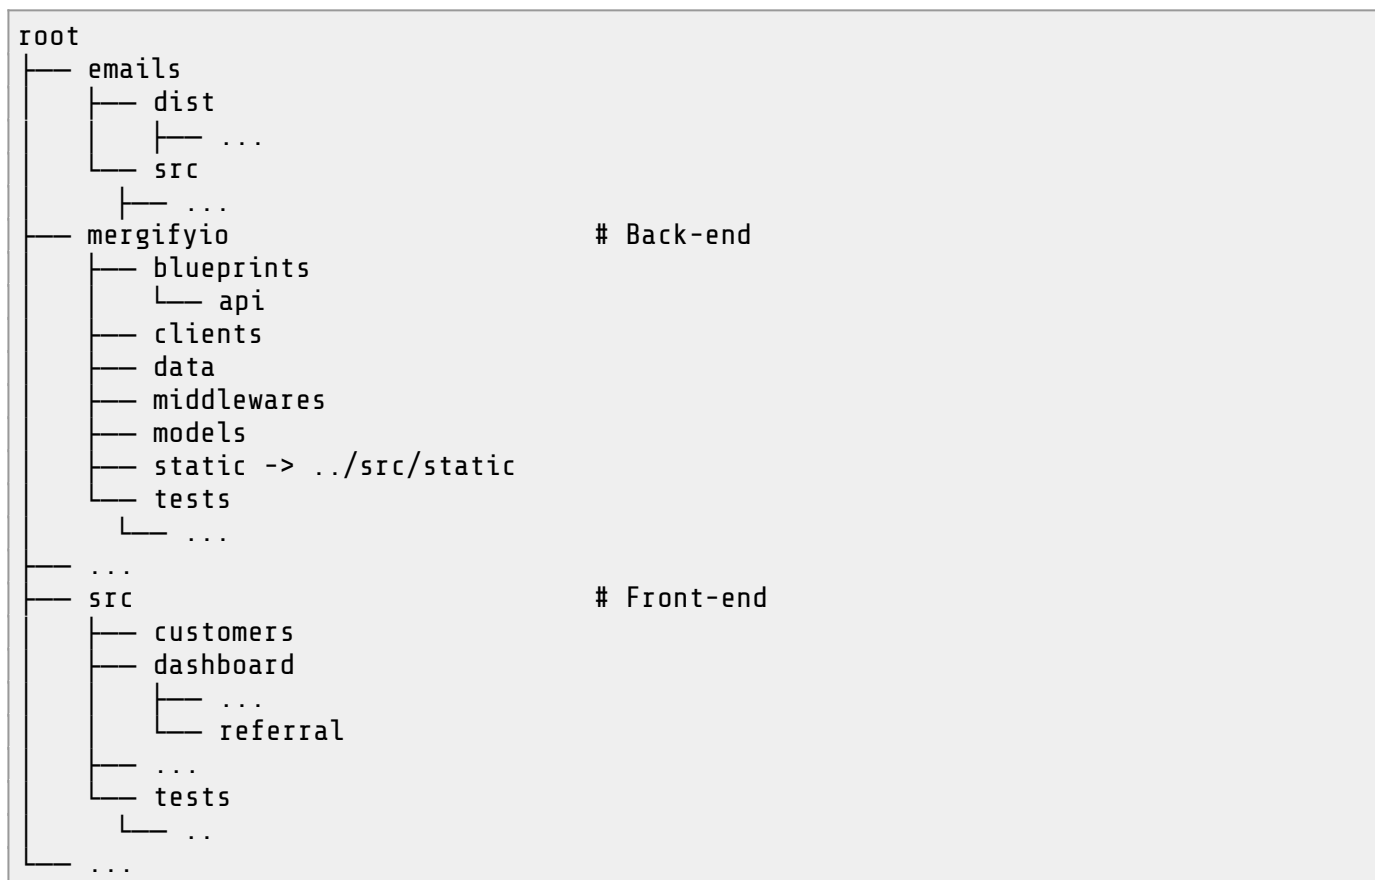 root
├── emails
│   ├── dist
│   │   ├── ...
│   └── src
│     ├── ...
├── mergifyio                      # Back-end
│   ├── blueprints
│   │   └── api
│   ├── clients
│   ├── data
│   ├── middlewares
│   ├── models
│   ├── static -> ../src/static
│   └── tests
│     └── ...
├── ...
├── src                            # Front-end
│   ├── customers
│   ├── dashboard
│   │   ├── ...
│   │   └── referral
│   ├── ...
│   └── tests
│     └── ..
└── ...